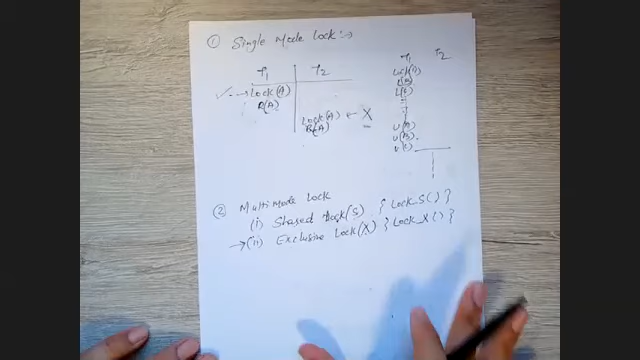 ① Single Mode Lock:→
T1 T2
Lock(A)
R(A)
Lock(A) ← X
R(A)
T1 T2
Lock(A)
L(B)
L(C)
U(A)
U(B)
U(C)
② Multimode Lock
(i) Shared Lock(S) { Lock_S() }
→(ii) Exclusive Lock(X) { Lock_X() }